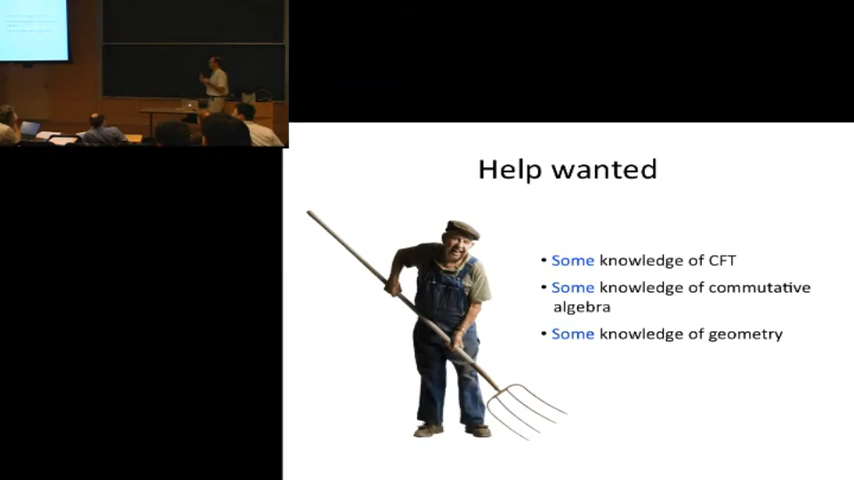 Help wanted
• Some knowledge of CFT
• Some knowledge of commutative
algebra
• Some knowledge of geometry